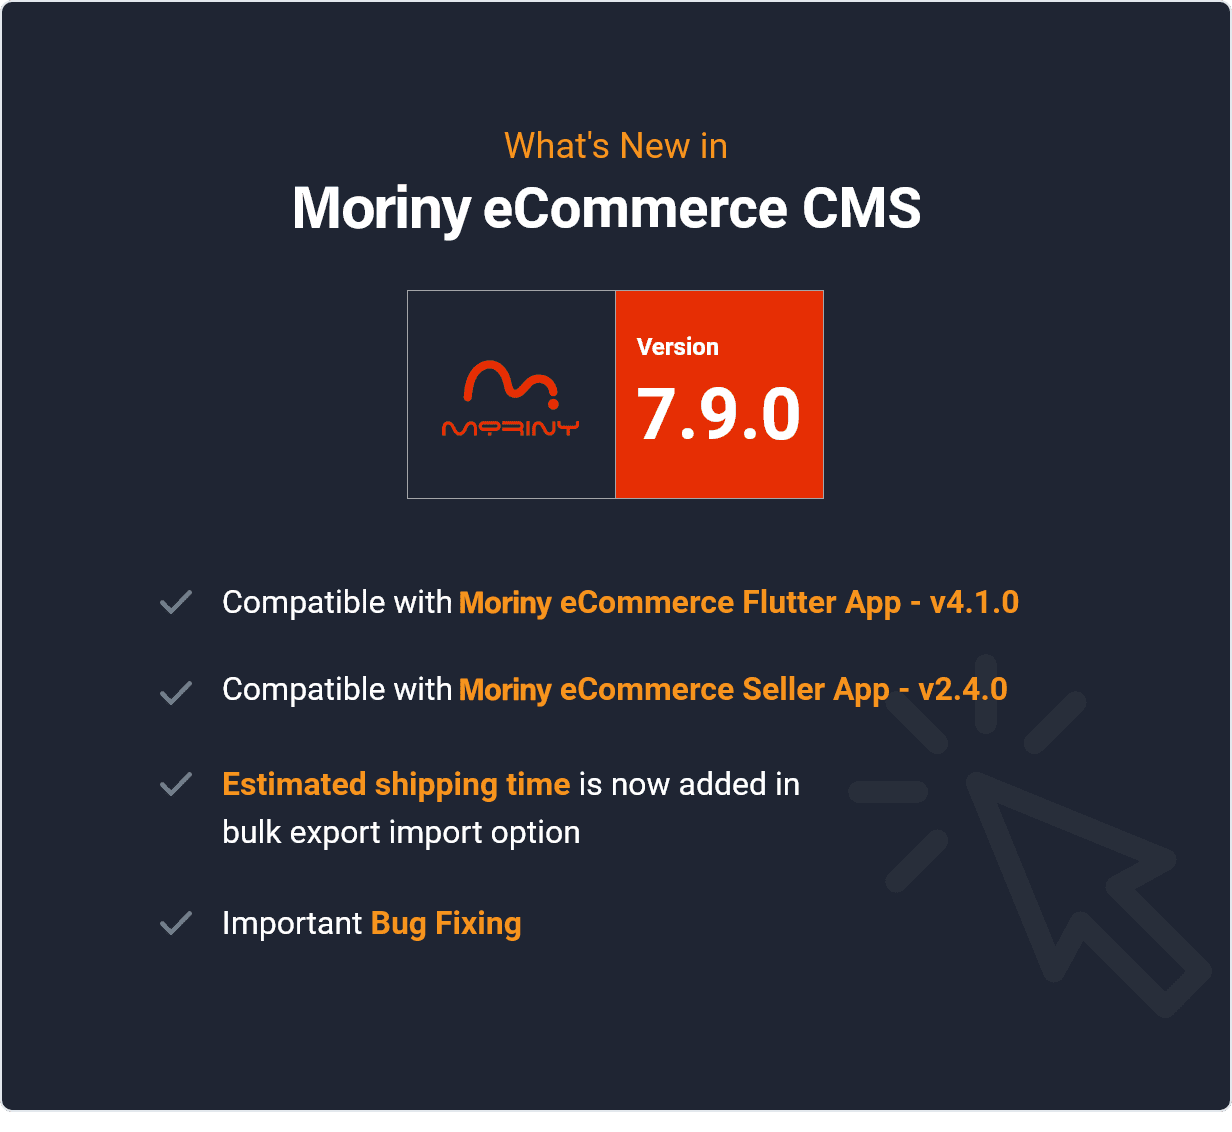 What's New in
Moriny eCommerce CMS
Version
MORINY
7.9.0
Compatible with Moriny eCommerce Flutter App - v4.1.0
Compatible with Moriny eCommerce Seller App - v2.4.0
Estimated shipping time is now added in
bulk export import option
Important Bug Fixing